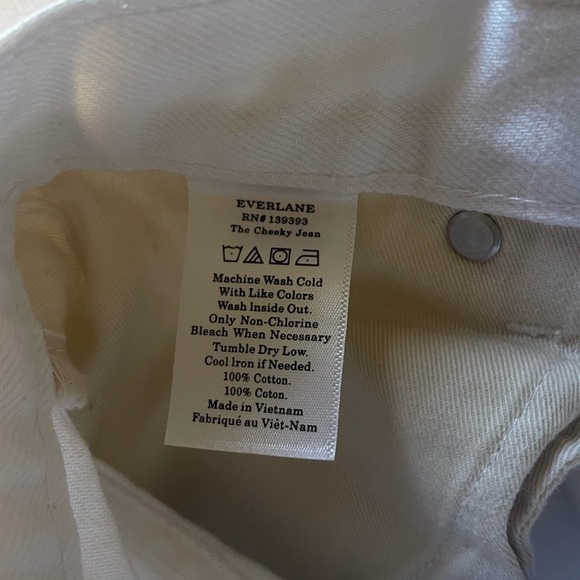 EVERLANE
RN# 139393
The Cheeky Jean
Machine Wash Cold
With Like Colors
Wash Inside Out.
Only Non-Chlorine
Bleach When Necessary
Tumble Dry Low.
Cool Iron if Needed.
100% Cotton.
100% Coton.
Made in Vietnam
Fabriqué au Viêt-Nam